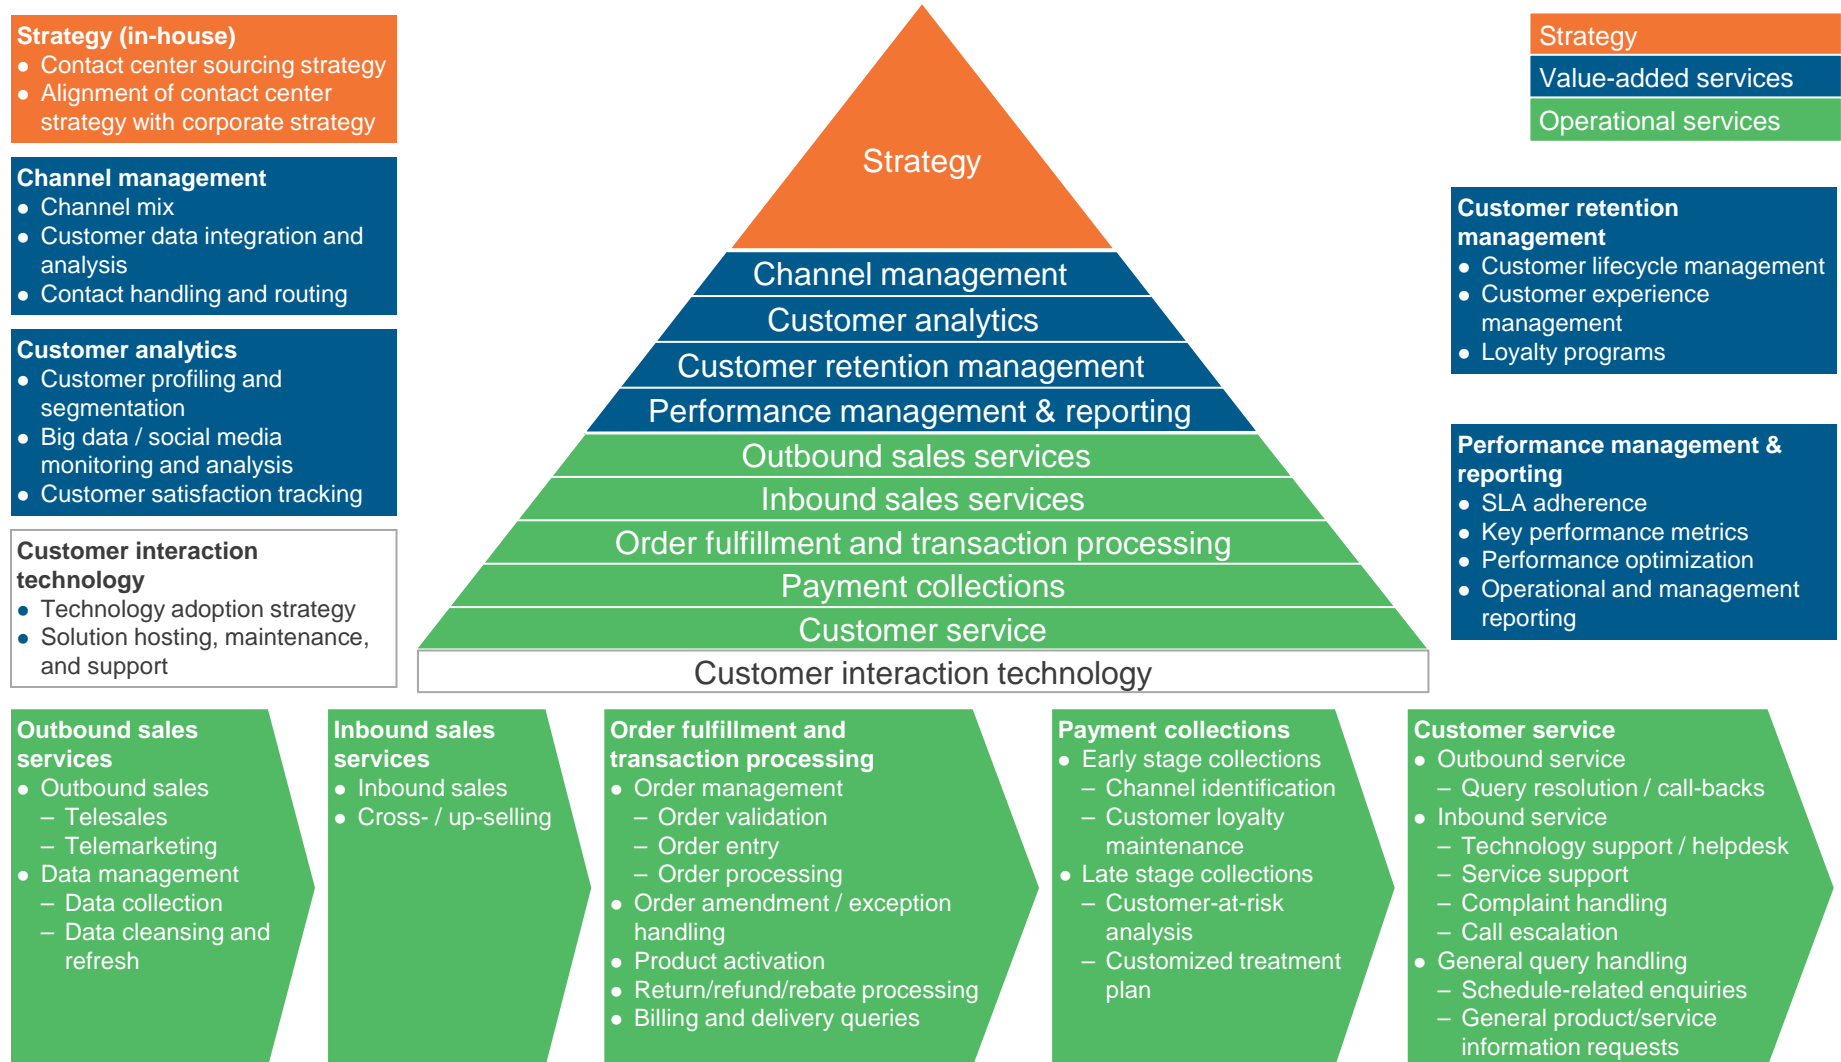 Strategy (in-house)
● Contact center sourcing strategy
● Alignment of contact center
strategy with corporate strategy
Channel management
● Channel mix
● Customer data integration and
analysis
● Contact handling and routing
Customer analytics
● Customer profiling and
segmentation
● Big data / social media
monitoring and analysis
● Customer satisfaction tracking
Customer interaction
technology
● Technology adoption strategy
● Solution hosting, maintenance,
and support
Strategy
Channel management
Customer analytics
Customer retention management
Performance management & reporting
Outbound sales services
Inbound sales services
Order fulfillment and transaction processing
Payment collections
Customer service
Customer interaction technology
Strategy
Value-added services
Operational services
Customer retention
management
● Customer lifecycle management
● Customer experience
management
● Loyalty programs
Performance management &
reporting
● SLA adherence
● Key performance metrics
● Performance optimization
● Operational and management
reporting
Outbound sales
services
● Outbound sales
– Telesales
– Telemarketing
● Data management
– Data collection
– Data cleansing and
refresh
Inbound sales
services
● Inbound sales
● Cross- / up-selling
Order fulfillment and
transaction processing
● Order management
– Order validation
– Order entry
– Order processing
● Order amendment / exception
handling
● Product activation
● Return/refund/rebate processing
● Billing and delivery queries
Payment collections
● Early stage collections
– Channel identification
– Customer loyalty
maintenance
● Late stage collections
– Customer-at-risk
analysis
– Customized treatment
plan
Customer service
● Outbound service
– Query resolution / call-backs
● Inbound service
– Technology support / helpdesk
– Service support
– Complaint handling
– Call escalation
● General query handling
– Schedule-related enquiries
– General product/service
information requests